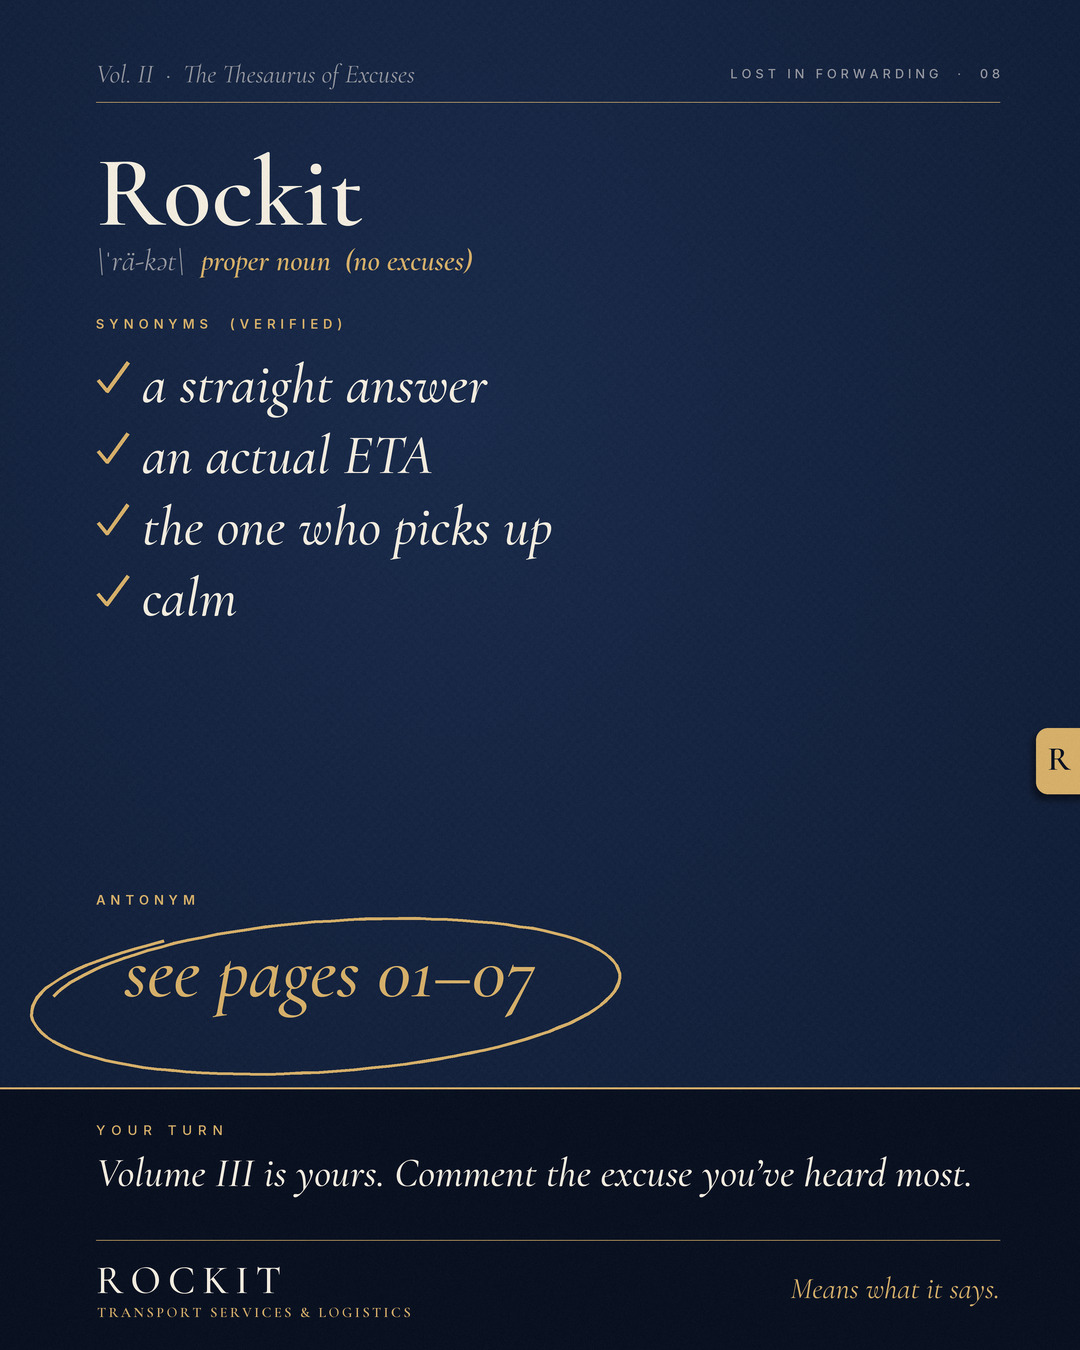 Vol. II · The Thesaurus of Excuses
LOST IN FORWARDING · 08
Rockit
\ˈrä-kət\ proper noun (no excuses)
SYNONYMS (VERIFIED)
✓ a straight answer
✓ an actual ETA
✓ the one who picks up
✓ calm
R
ANTONYM
see pages 01–07
YOUR TURN
Volume III is yours. Comment the excuse you’ve heard most.
ROCKIT
TRANSPORT SERVICES & LOGISTICS
Means what it says.